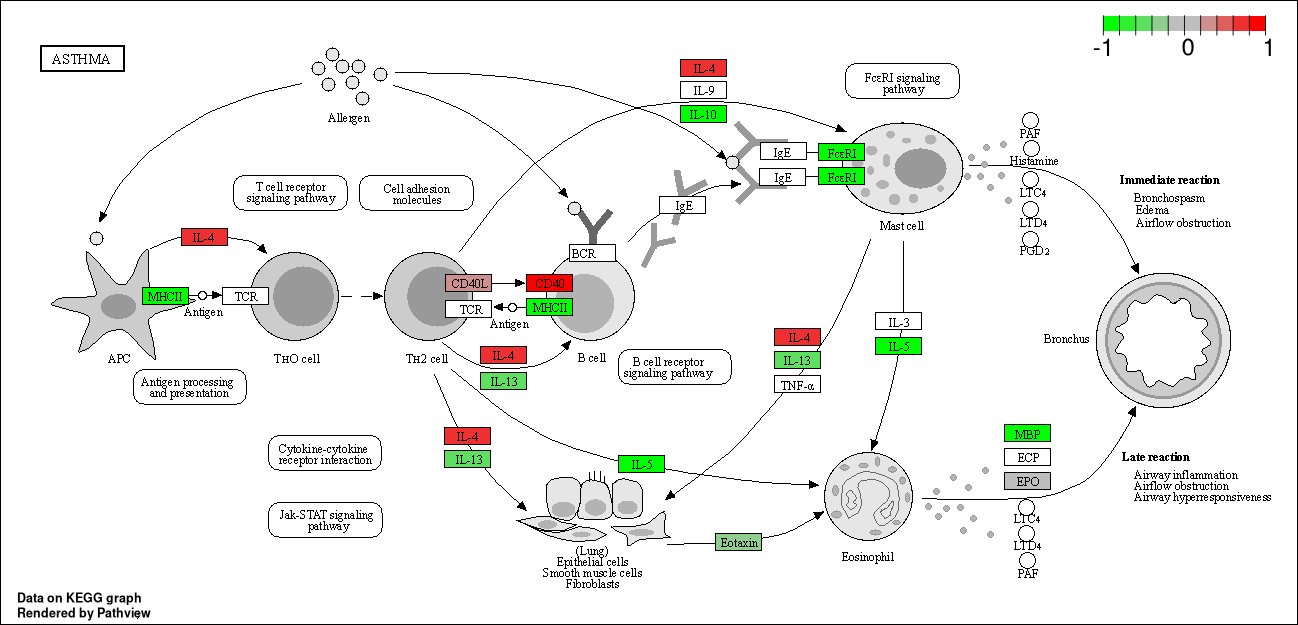 ASTHMA
-1 0 1
Allergen
IL-4
IL-9
IL-10
FcεRI signaling
pathway
IgE
FcεRI
IgE
FcεRI
Mast cell
PAF
Histamine
LTC4
LTD4
PGD2
Immediate reaction
Bronchospasm
Edema
Airflow obstruction
T cell receptor
signaling pathway
Cell adhesion
molecules
IgE
IL-4
BCR
MHCII
TCR
Antigen
CD40L
CD40
TCR
MHCII
Antigen
APC
TH0 cell
TH2 cell
B cell
IL-4
IL-13
Antigen processing
and presentation
B cell receptor
signaling pathway
IL-4
IL-13
TNF-α
IL-3
IL-5
Bronchus
Cytokine-cytokine
receptor interaction
IL-4
IL-13
IL-5
MBP
ECP
EPO
Late reaction
Airway inflammation
Airflow obstruction
Airway hyperresponsiveness
Jak-STAT signaling
pathway
LTC4
LTD4
PAF
Eotaxin
Eosinophil
(Lung)
Epithelial cells
Smooth muscle cells
Fibroblasts
Data on KEGG graph
Rendered by Pathview